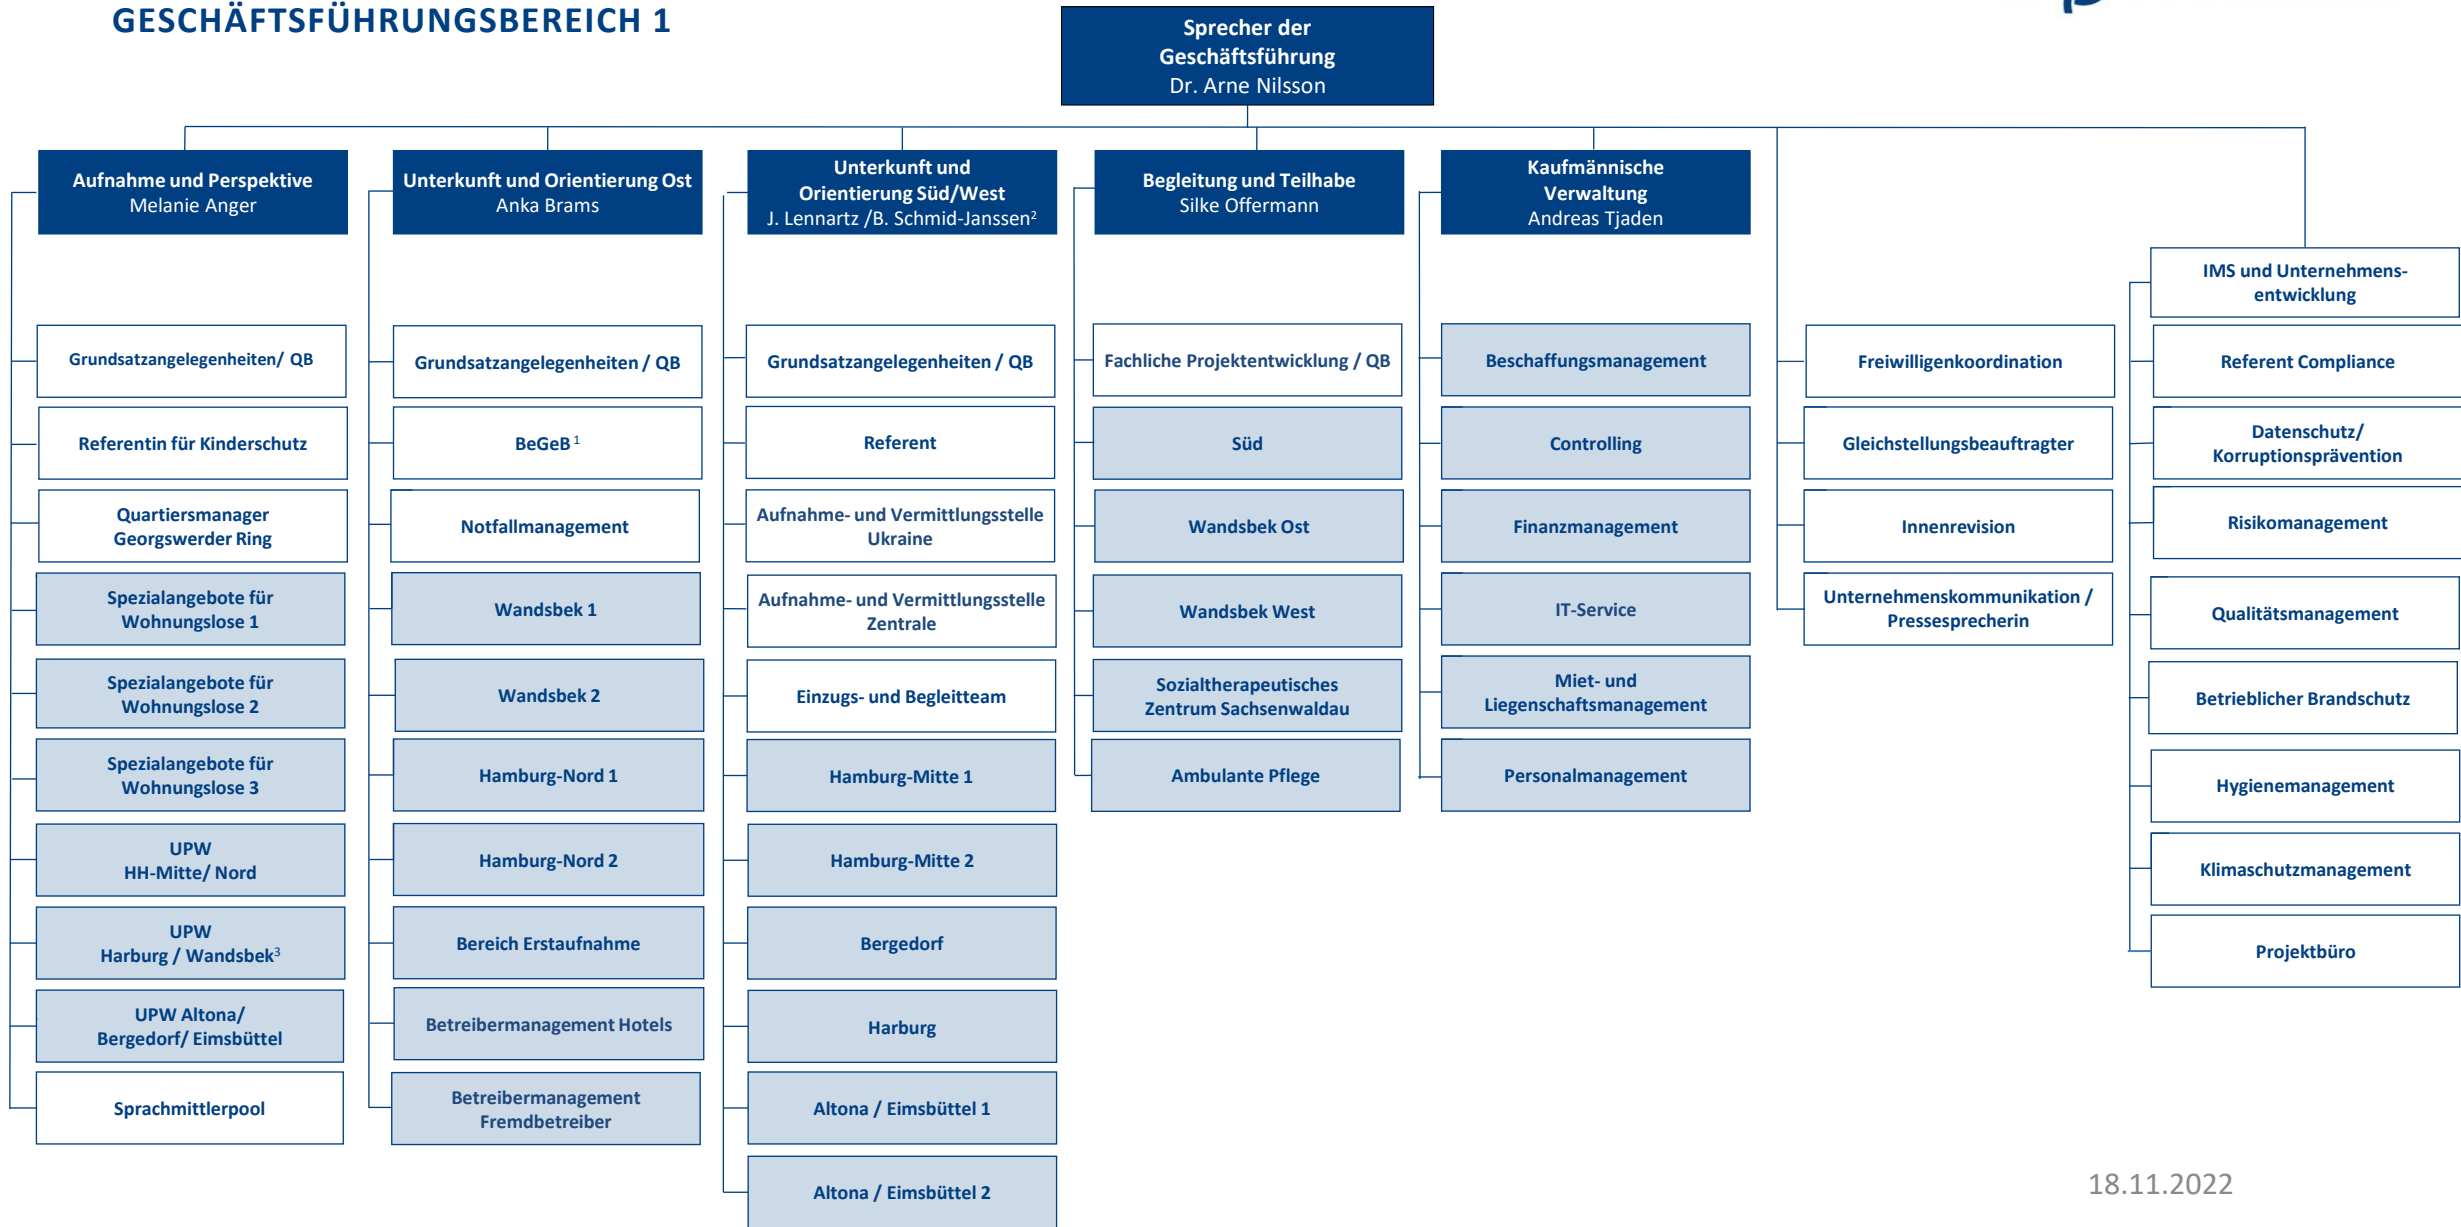 GESCHÄFTSFÜHRUNGSBEREICH 1
Sprecher der
Geschäftsführung
Dr. Arne Nilsson
Aufnahme und Perspektive
Melanie Anger
Grundsatzangelegenheiten/ QB
Referentin für Kinderschutz
Quartiersmanager
Georgswerder Ring
Spezialangebote für
Wohnungslose 1
Spezialangebote für
Wohnungslose 2
Spezialangebote für
Wohnungslose 3
UPW
HH-Mitte/ Nord
UPW
Harburg / Wandsbek³
UPW Altona/
Bergedorf/ Eimsbüttel
Sprachmittlerpool
Unterkunft und Orientierung Ost
Anka Brams
Grundsatzangelegenheiten / QB
BeGeB ¹
Notfallmanagement
Wandsbek 1
Wandsbek 2
Hamburg-Nord 1
Hamburg-Nord 2
Bereich Erstaufnahme
Betreibermanagement Hotels
Betreibermanagement
Fremdbetreiber
Unterkunft und
Orientierung Süd/West
J. Lennartz /B. Schmid-Janssen²
Grundsatzangelegenheiten / QB
Referent
Aufnahme- und Vermittlungsstelle
Ukraine
Aufnahme- und Vermittlungsstelle
Zentrale
Einzugs- und Begleitteam
Hamburg-Mitte 1
Hamburg-Mitte 2
Bergedorf
Harburg
Altona / Eimsbüttel 1
Altona / Eimsbüttel 2
Begleitung und Teilhabe
Silke Offermann
Fachliche Projektentwicklung / QB
Süd
Wandsbek Ost
Wandsbek West
Sozialtherapeutisches
Zentrum Sachsenwaldau
Ambulante Pflege
Kaufmännische
Verwaltung
Andreas Tjaden
Beschaffungsmanagement
Controlling
Finanzmanagement
IT-Service
Miet- und
Liegenschaftsmanagement
Personalmanagement
Freiwilligenkoordination
Gleichstellungsbeauftragter
Innenrevision
Unternehmenskommunikation /
Pressesprecherin
IMS und Unternehmens-
entwicklung
Referent Compliance
Datenschutz/
Korruptionsprävention
Risikomanagement
Qualitätsmanagement
Betrieblicher Brandschutz
Hygienemanagement
Klimaschutzmanagement
Projektbüro
18.11.2022